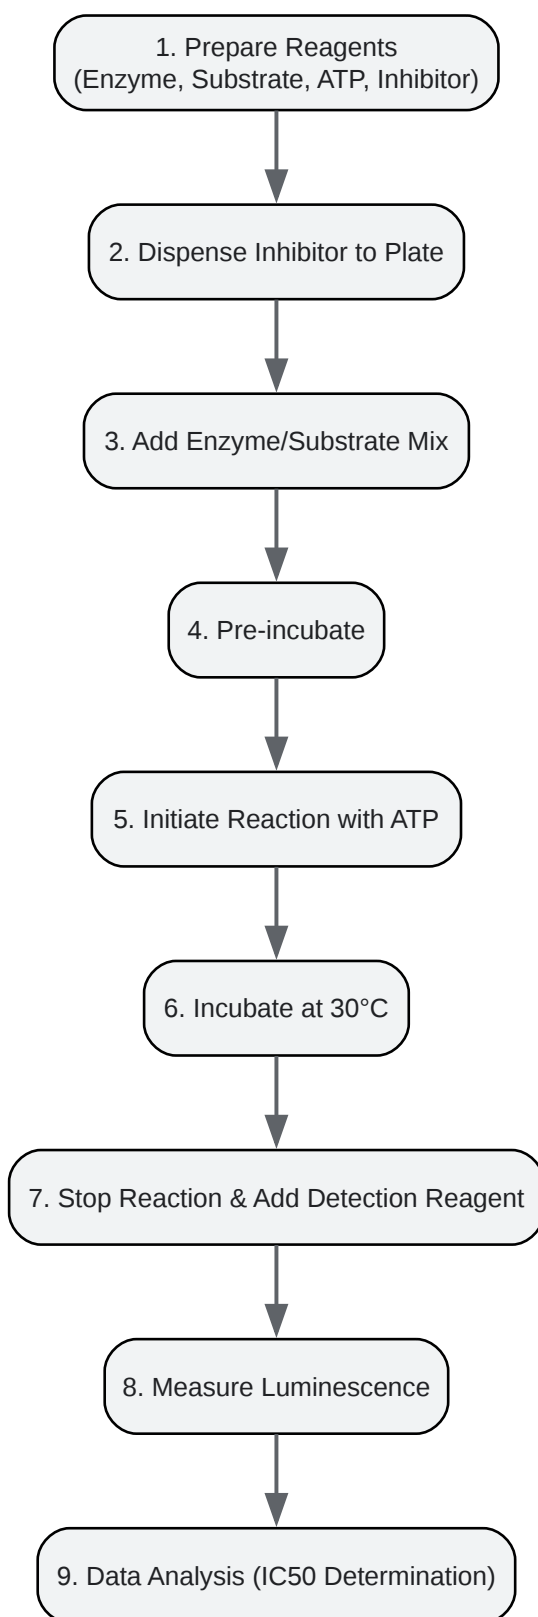 1. Prepare Reagents
(Enzyme, Substrate, ATP, Inhibitor)
2. Dispense Inhibitor to Plate
3. Add Enzyme/Substrate Mix
4. Pre-incubate
5. Initiate Reaction with ATP
6. Incubate at 30°C
7. Stop Reaction & Add Detection Reagent
8. Measure Luminescence
9. Data Analysis (IC50 Determination)